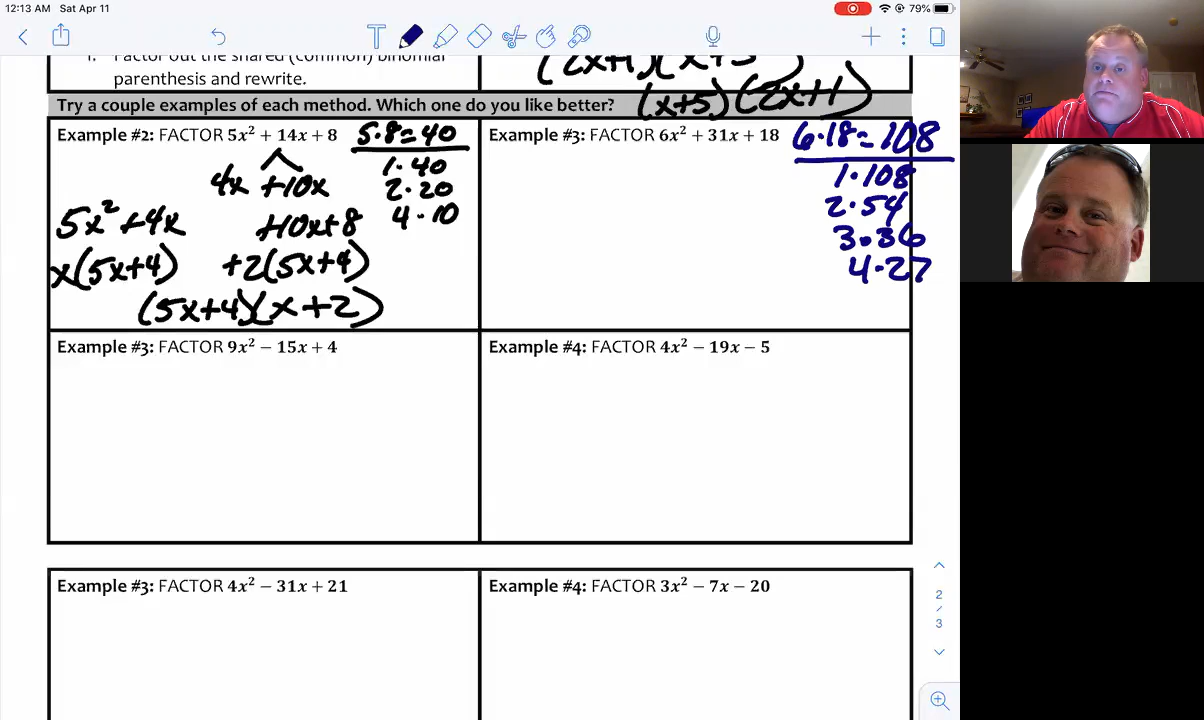 12:13 AM Sat Apr 11
79%
1. Factor out the shared (common) binomial
parenthesis and rewrite.
(2x+1)(x+5)
(x+5)(2x+1)
Try a couple examples of each method. Which one do you like better?
Example #2: FACTOR 5x² + 14x + 8
5·8=40
1·40
2·20
4·10
4x +10x
5x²+4x +10x+8
x(5x+4) +2(5x+4)
(5x+4)(x+2)
Example #3: FACTOR 6x² + 31x + 18
6·18=108
1·108
2·54
3·36
4·27
Example #3: FACTOR 9x² − 15x + 4
Example #4: FACTOR 4x² − 19x − 5
Example #3: FACTOR 4x² − 31x + 21
Example #4: FACTOR 3x² − 7x − 20
2
/
3